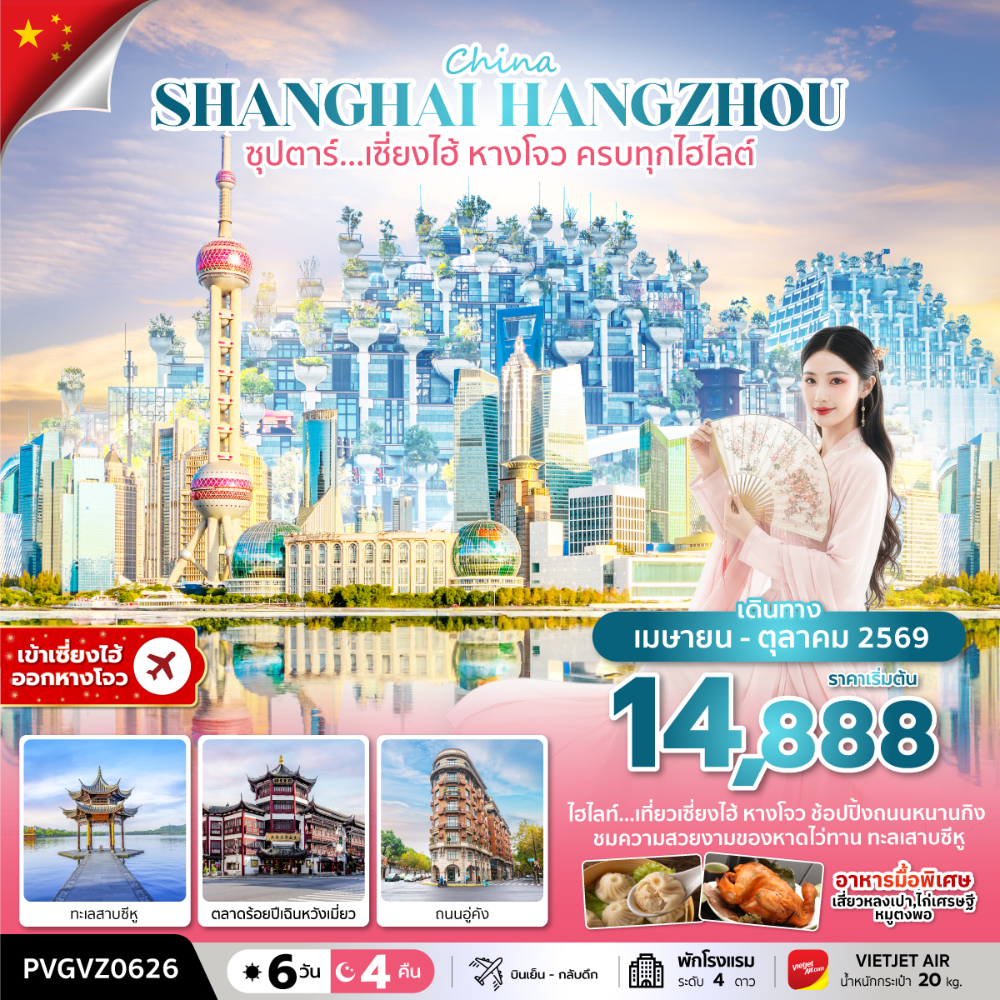 China
SHANGHAI HANGZHOU
ซุปตาร์...เซี่ยงไฮ้ หางโจว ครบทุกไฮไลต์
เข้าเซี่ยงไฮ้
ออกหางโจว
เดินทาง
เมษายน - ตุลาคม 2569
ราคาเริ่มต้น
14,888
ไฮไลท์...เที่ยวเซี่ยงไฮ้ หางโจว ช้อปปิ้งถนนหนานกิง
ชมความสวยงามของหาดไว่ทาน ทะเลสาบซีหู
อาหารมื้อพิเศษ
เสี่ยวหลงเปา,ไก่เศรษฐี
หมูตงพอ
ทะเลสาบซีหู
ตลาดร้อยปีเฉินหวังเมี่ยว
ถนนอู่คัง
PVGVZ0626
6 วัน 4 คืน
บินเย็น - กลับดึก
พักโรงแรม
ระดับ 4 ดาว
vietjet Air.com
VIETJET AIR
น้ำหนักกระเป๋า 20 kg.